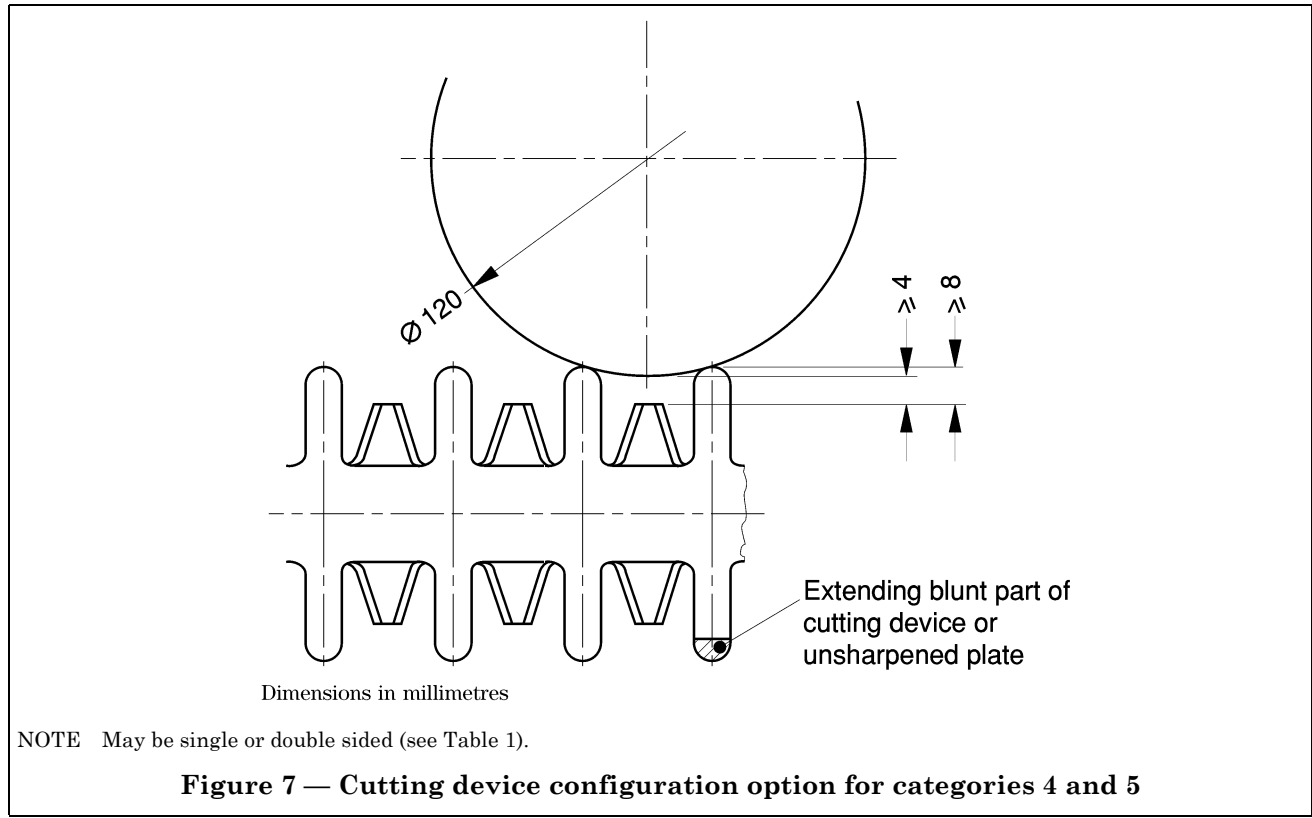 ⌀ 120
⩾ 4
⩾ 8
Extending blunt part of
cutting device or
unsharpened plate
Dimensions in millimetres
NOTE May be single or double sided (see Table 1).
Figure 7 — Cutting device configuration option for categories 4 and 5